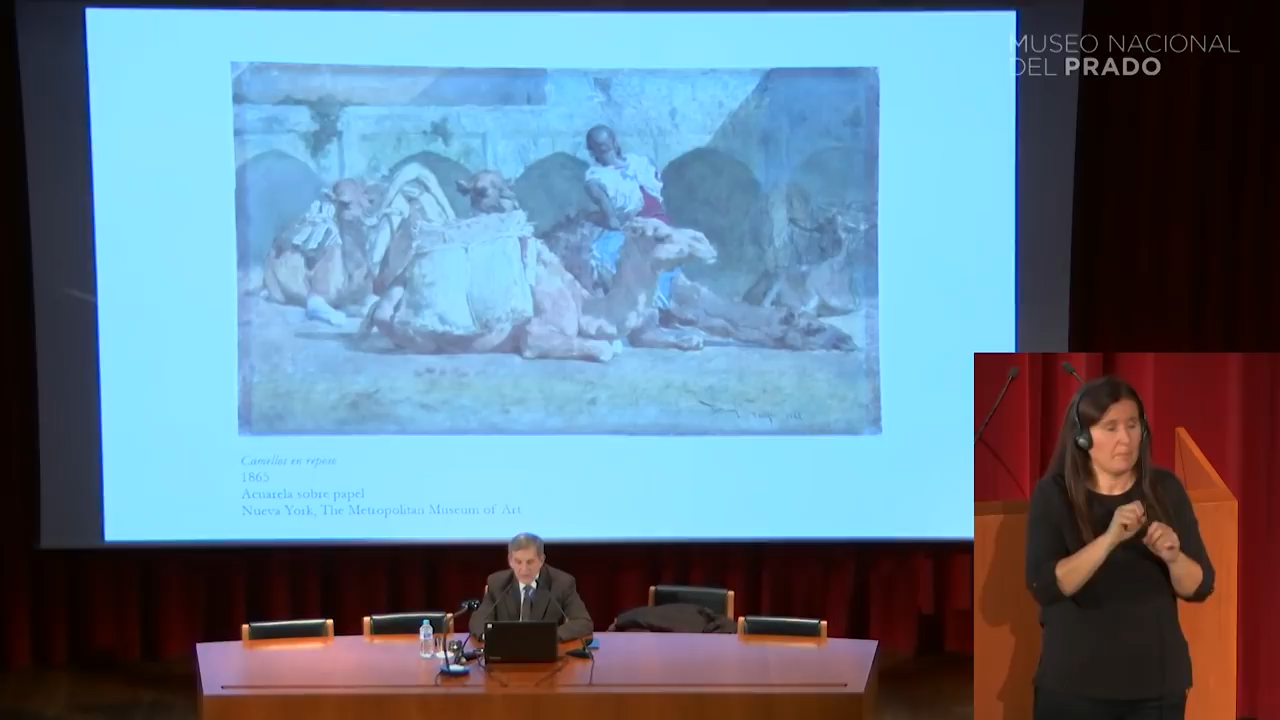 MUSEO NACIONAL
DEL PRADO
Camellos en reposo
1865
Acuarela sobre papel
Nueva York, The Metropolitan Museum of Art